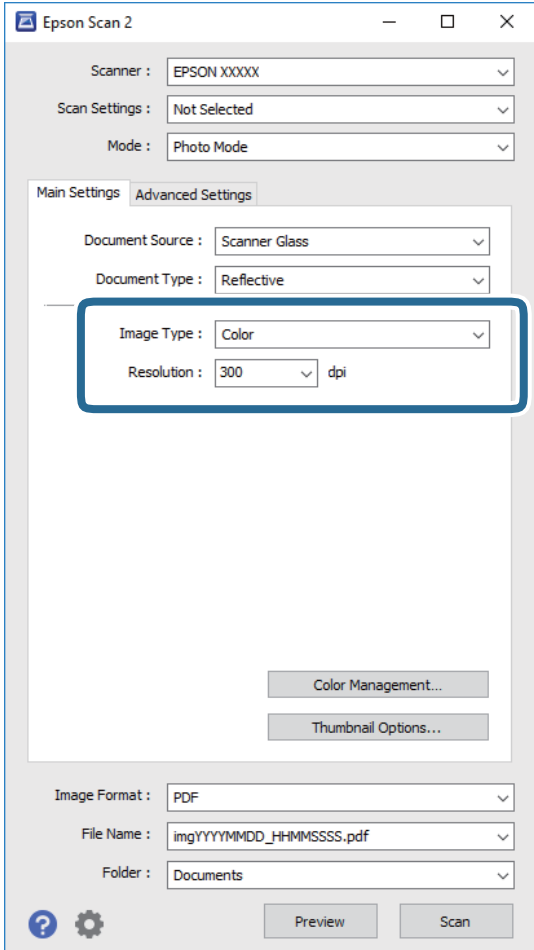 Epson Scan 2
Scanner : EPSON XXXXX
Scan Settings : Not Selected
Mode : Photo Mode
Main Settings Advanced Settings
Document Source : Scanner Glass
Document Type : Reflective
Image Type : Color
Resolution : 300 dpi
Color Management...
Thumbnail Options...
Image Format : PDF
File Name : imgYYYYMMDD_HHMMSSSS.pdf
Folder : Documents
? Preview Scan